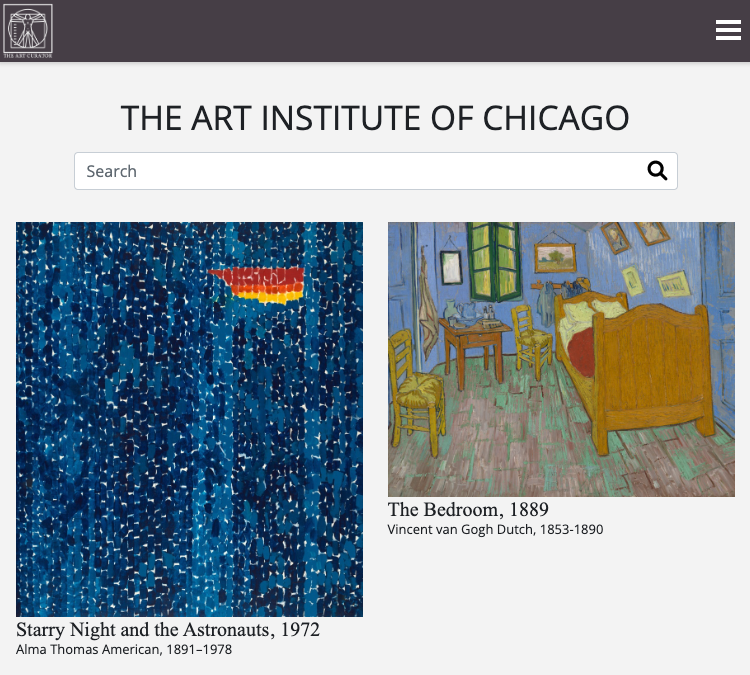 THE ART CURATOR
THE ART INSTITUTE OF CHICAGO
Search
Starry Night and the Astronauts, 1972
Alma Thomas American, 1891–1978
The Bedroom, 1889
Vincent van Gogh Dutch, 1853-1890